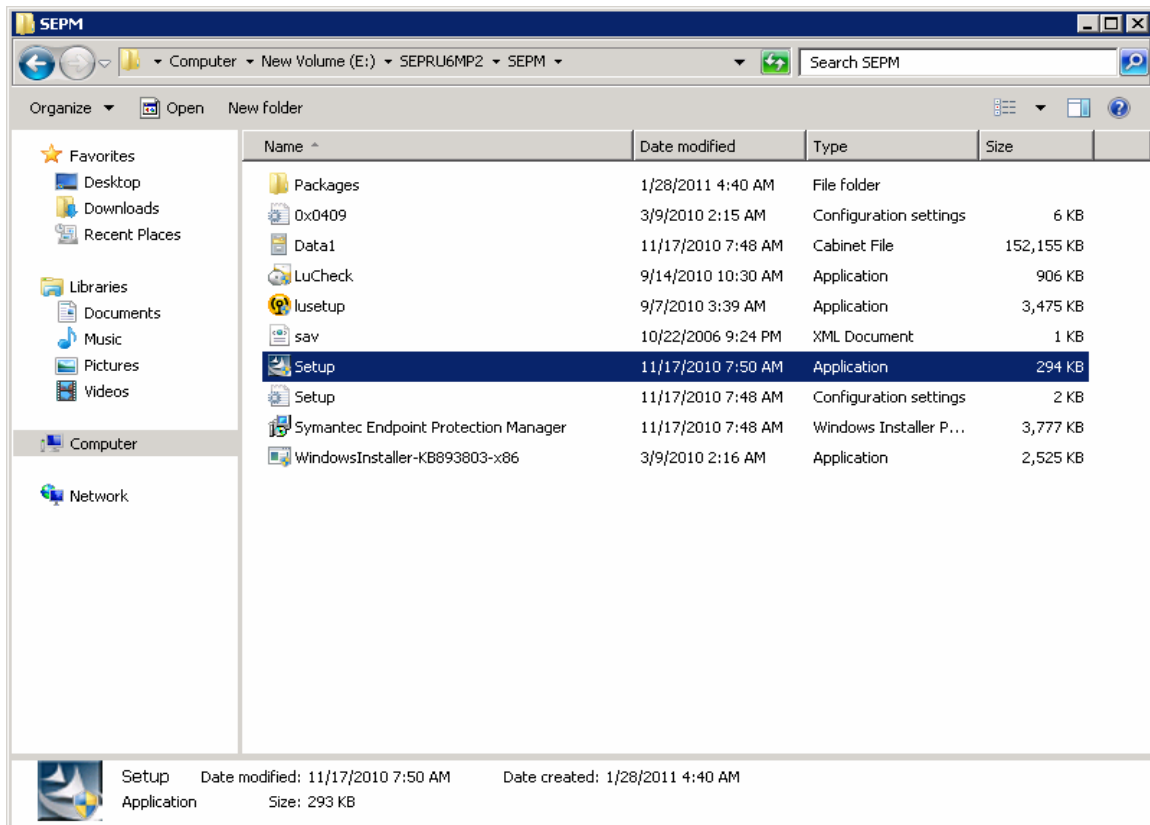 SEPM
Computer New Volume (E:) SEPRU6MP2 SEPM Search SEPM
Organize Open New folder
Favorites
Desktop
Downloads
Recent Places
Libraries
Documents
Music
Pictures
Videos
Computer
Network
Name Date modified Type Size
Packages 1/28/2011 4:40 AM File folder
0x0409 3/9/2010 2:15 AM Configuration settings 6 KB
Data1 11/17/2010 7:48 AM Cabinet File 152,155 KB
LuCheck 9/14/2010 10:30 AM Application 906 KB
lusetup 9/7/2010 3:39 AM Application 3,475 KB
sav 10/22/2006 9:24 PM XML Document 1 KB
Setup 11/17/2010 7:50 AM Application 294 KB
Setup 11/17/2010 7:48 AM Configuration settings 2 KB
Symantec Endpoint Protection Manager 11/17/2010 7:48 AM Windows Installer P... 3,777 KB
WindowsInstaller-KB893803-x86 3/9/2010 2:16 AM Application 2,525 KB
Setup Date modified: 11/17/2010 7:50 AM Date created: 1/28/2011 4:40 AM
Application Size: 293 KB